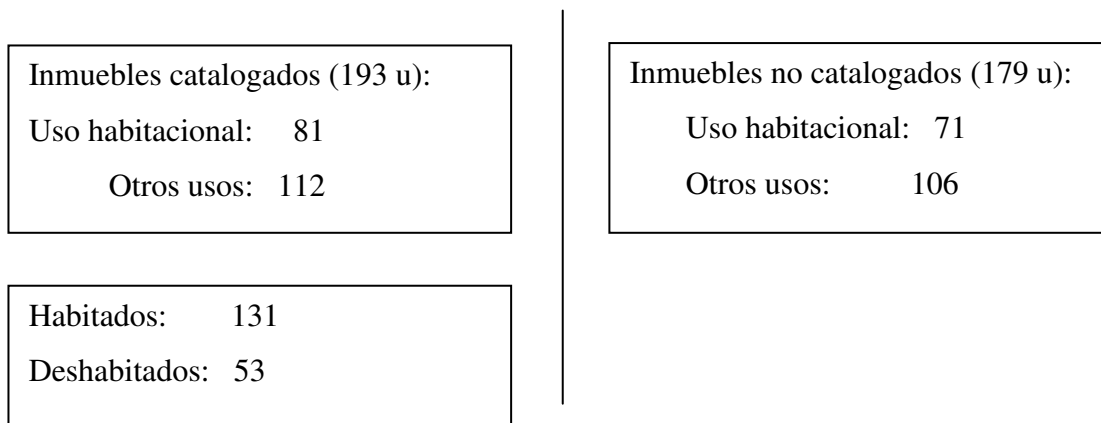 Inmuebles catalogados (193 u):
Uso habitacional: 81
Otros usos: 112
Habitados: 131
Deshabitados: 53
Inmuebles no catalogados (179 u):
Uso habitacional: 71
Otros usos: 106